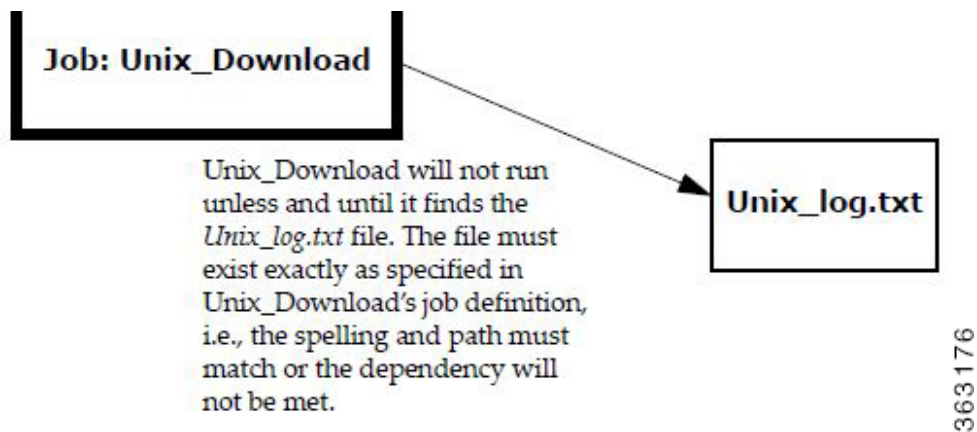 Job: Unix_Download
Unix_log.txt
Unix_Download will not run
unless and until it finds the
Unix_log.txt file. The file must
exist exactly as specified in
Unix_Download's job definition,
i.e., the spelling and path must
match or the dependency will
not be met.
363176